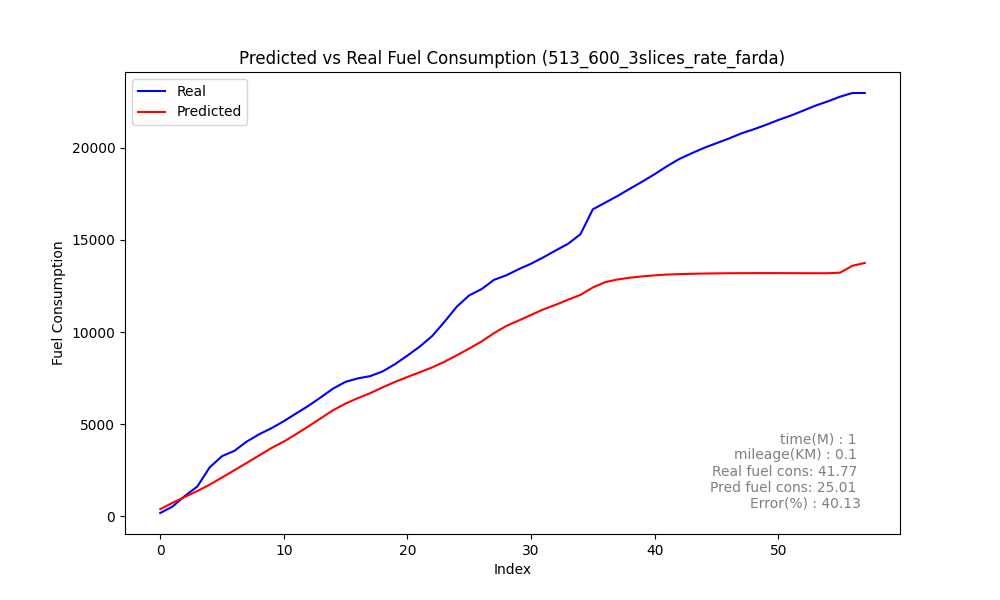 Predicted vs Real Fuel Consumption (513_600_3slices_rate_farda)
Real
Predicted
Fuel Consumption
20000
15000
10000
5000
0
0 10 20 30 40 50
Index
time(M) : 1
mileage(KM) : 0.1
Real fuel cons: 41.77
Pred fuel cons: 25.01
Error(%) : 40.13